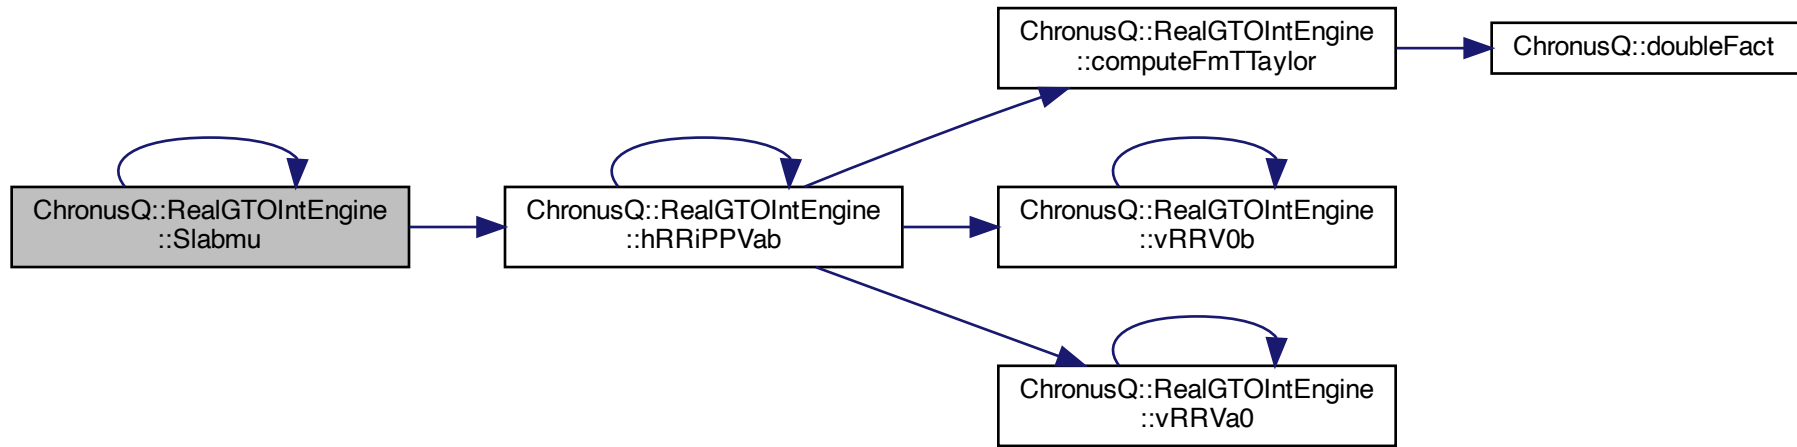 ChronusQ::RealGTOIntEngine
::Slabmu
ChronusQ::RealGTOIntEngine
::hRRiPPVab
ChronusQ::RealGTOIntEngine
::computeFmTTaylor
ChronusQ::doubleFact
ChronusQ::RealGTOIntEngine
::vRRV0b
ChronusQ::RealGTOIntEngine
::vRRVa0